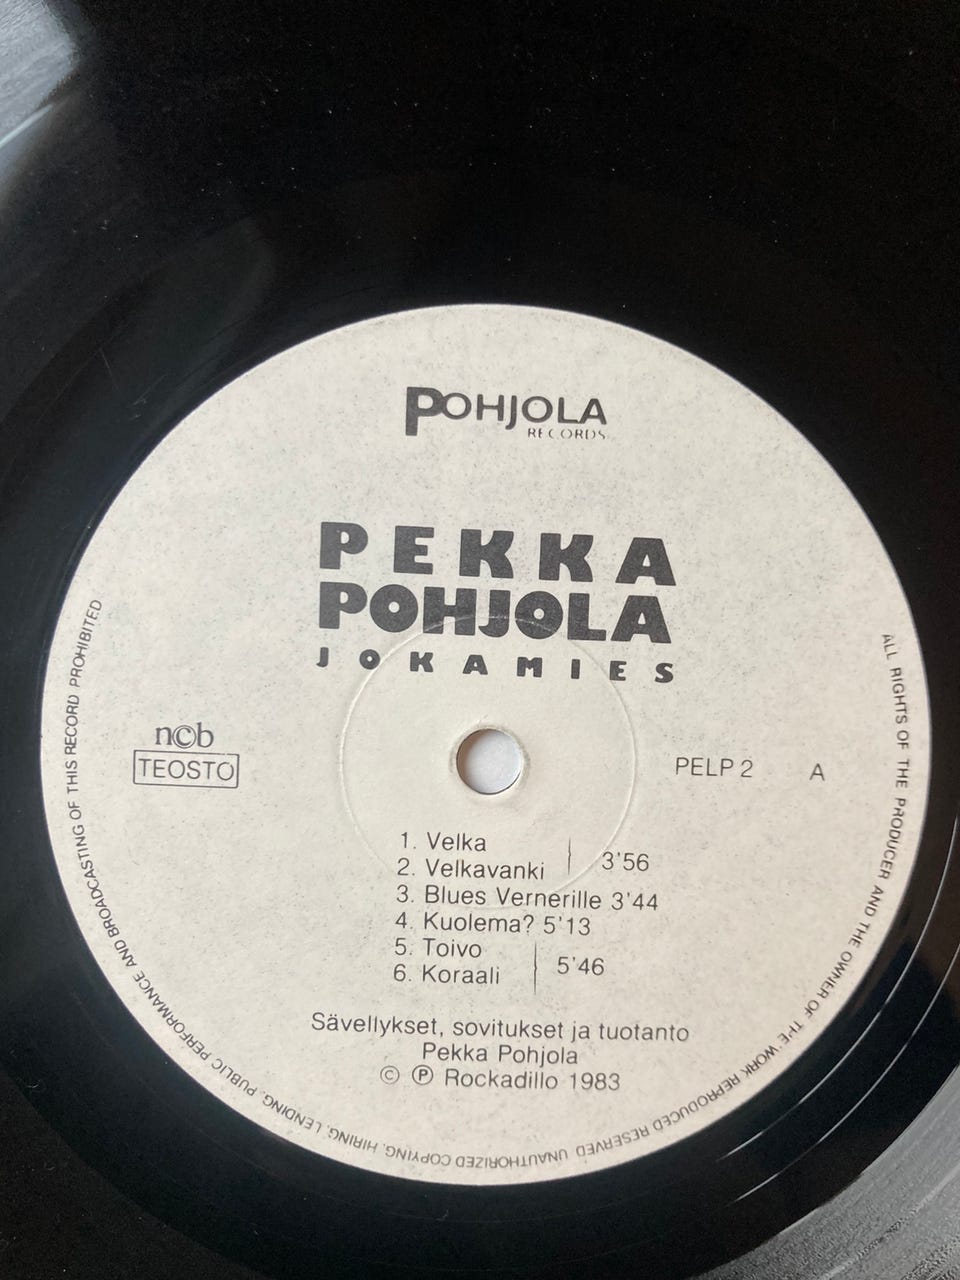 POHJOLA
RECORDS
PEKKA
POHJOLA
JOKAMIES
ncb
TEOSTO
PELP 2 A
1. Velka
2. Velkavanki 3'56
3. Blues Vernerille 3'44
4. Kuolema? 5'13
5. Toivo
6. Koraali 5'46
Sävellykset, sovitukset ja tuotanto
Pekka Pohjola
© ℗ Rockadillo 1983
ALL RIGHTS OF THE PRODUCER AND THE OWNER OF THE WORK REPRODUCED RESERVED UNAUTHORIZED COPYING, HIRING, LENDING, PUBLIC PERFORMANCE AND BROADCASTING OF THIS RECORD PROHIBITED